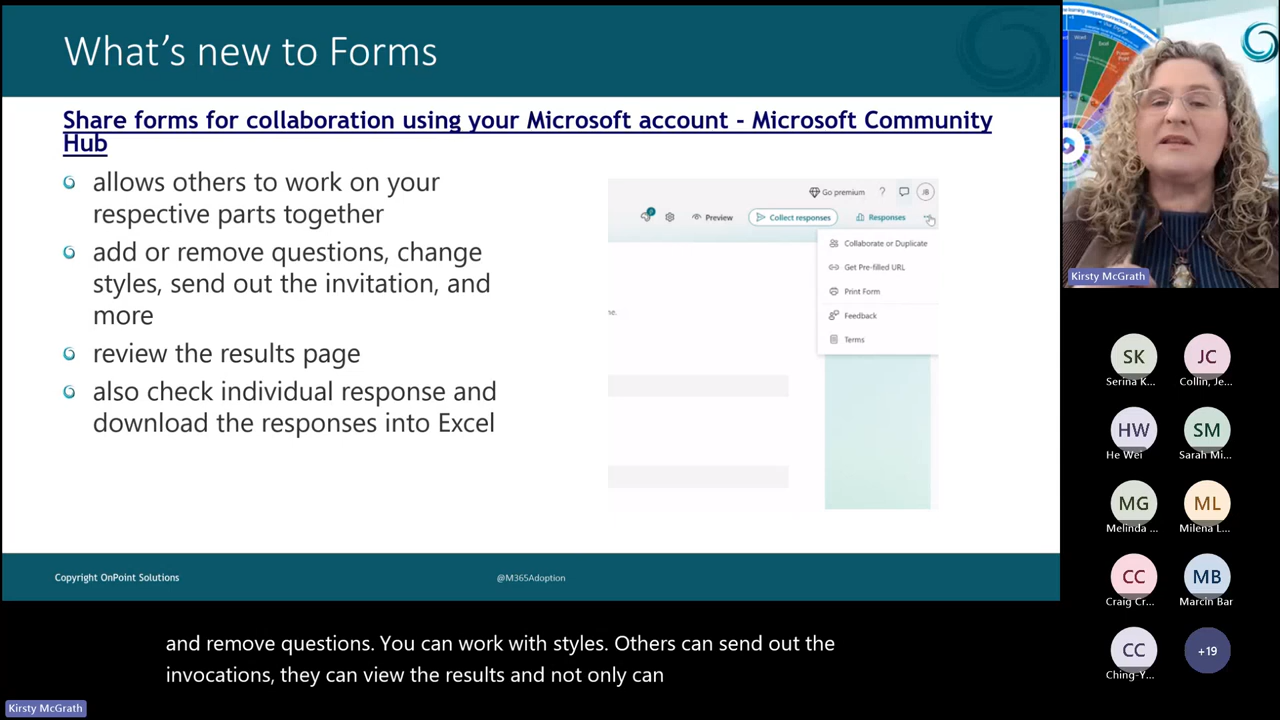 What's new to Forms
Share forms for collaboration using your Microsoft account - Microsoft Community
Hub
allows others to work on your
respective parts together
add or remove questions, change
styles, send out the invitation, and
more
review the results page
also check individual response and
download the responses into Excel
Go premium
?
JB
Preview
Collect responses
Responses
Collaborate or Duplicate
Get Pre-filled URL
Print Form
Feedback
Terms
ne.
Copyright OnPoint Solutions
@M365Adoption
and remove questions. You can work with styles. Others can send out the
invocations, they can view the results and not only can
Kirsty McGrath
Word
Excel
Power
Point
Kirsty McGrath
SK
Serina K...
JC
Collin, Je...
HW
He Wei
SM
Sarah Mi...
MG
Melinda ...
ML
Milena L...
CC
Craig Cr...
MB
Marcin Bar
CC
Ching-Y...
+19